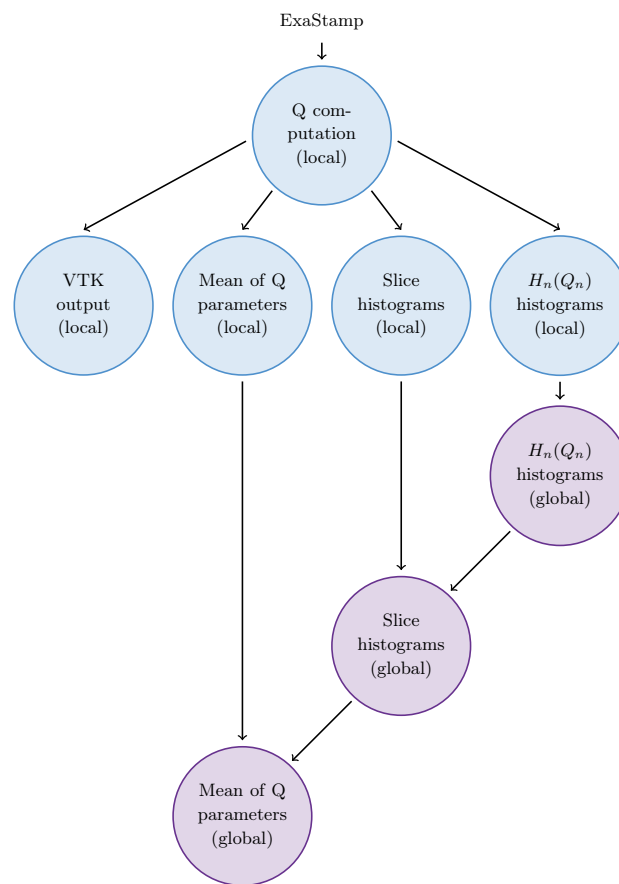 ExaStamp
Q com-
putation
(local)
VTK
output
(local)
Mean of Q
parameters
(local)
Slice
histograms
(local)
$H_n(Q_n)$
histograms
(local)
$H_n(Q_n)$
histograms
(global)
Slice
histograms
(global)
Mean of Q
parameters
(global)